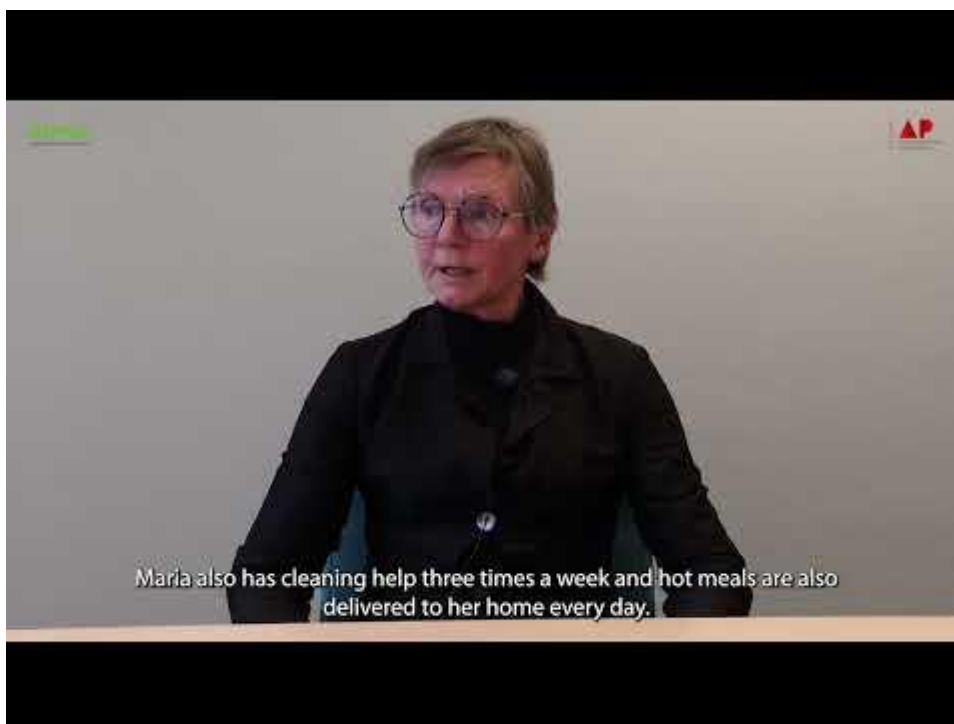 AP
Maria also has cleaning help three times a week and hot meals are also
delivered to her home every day.